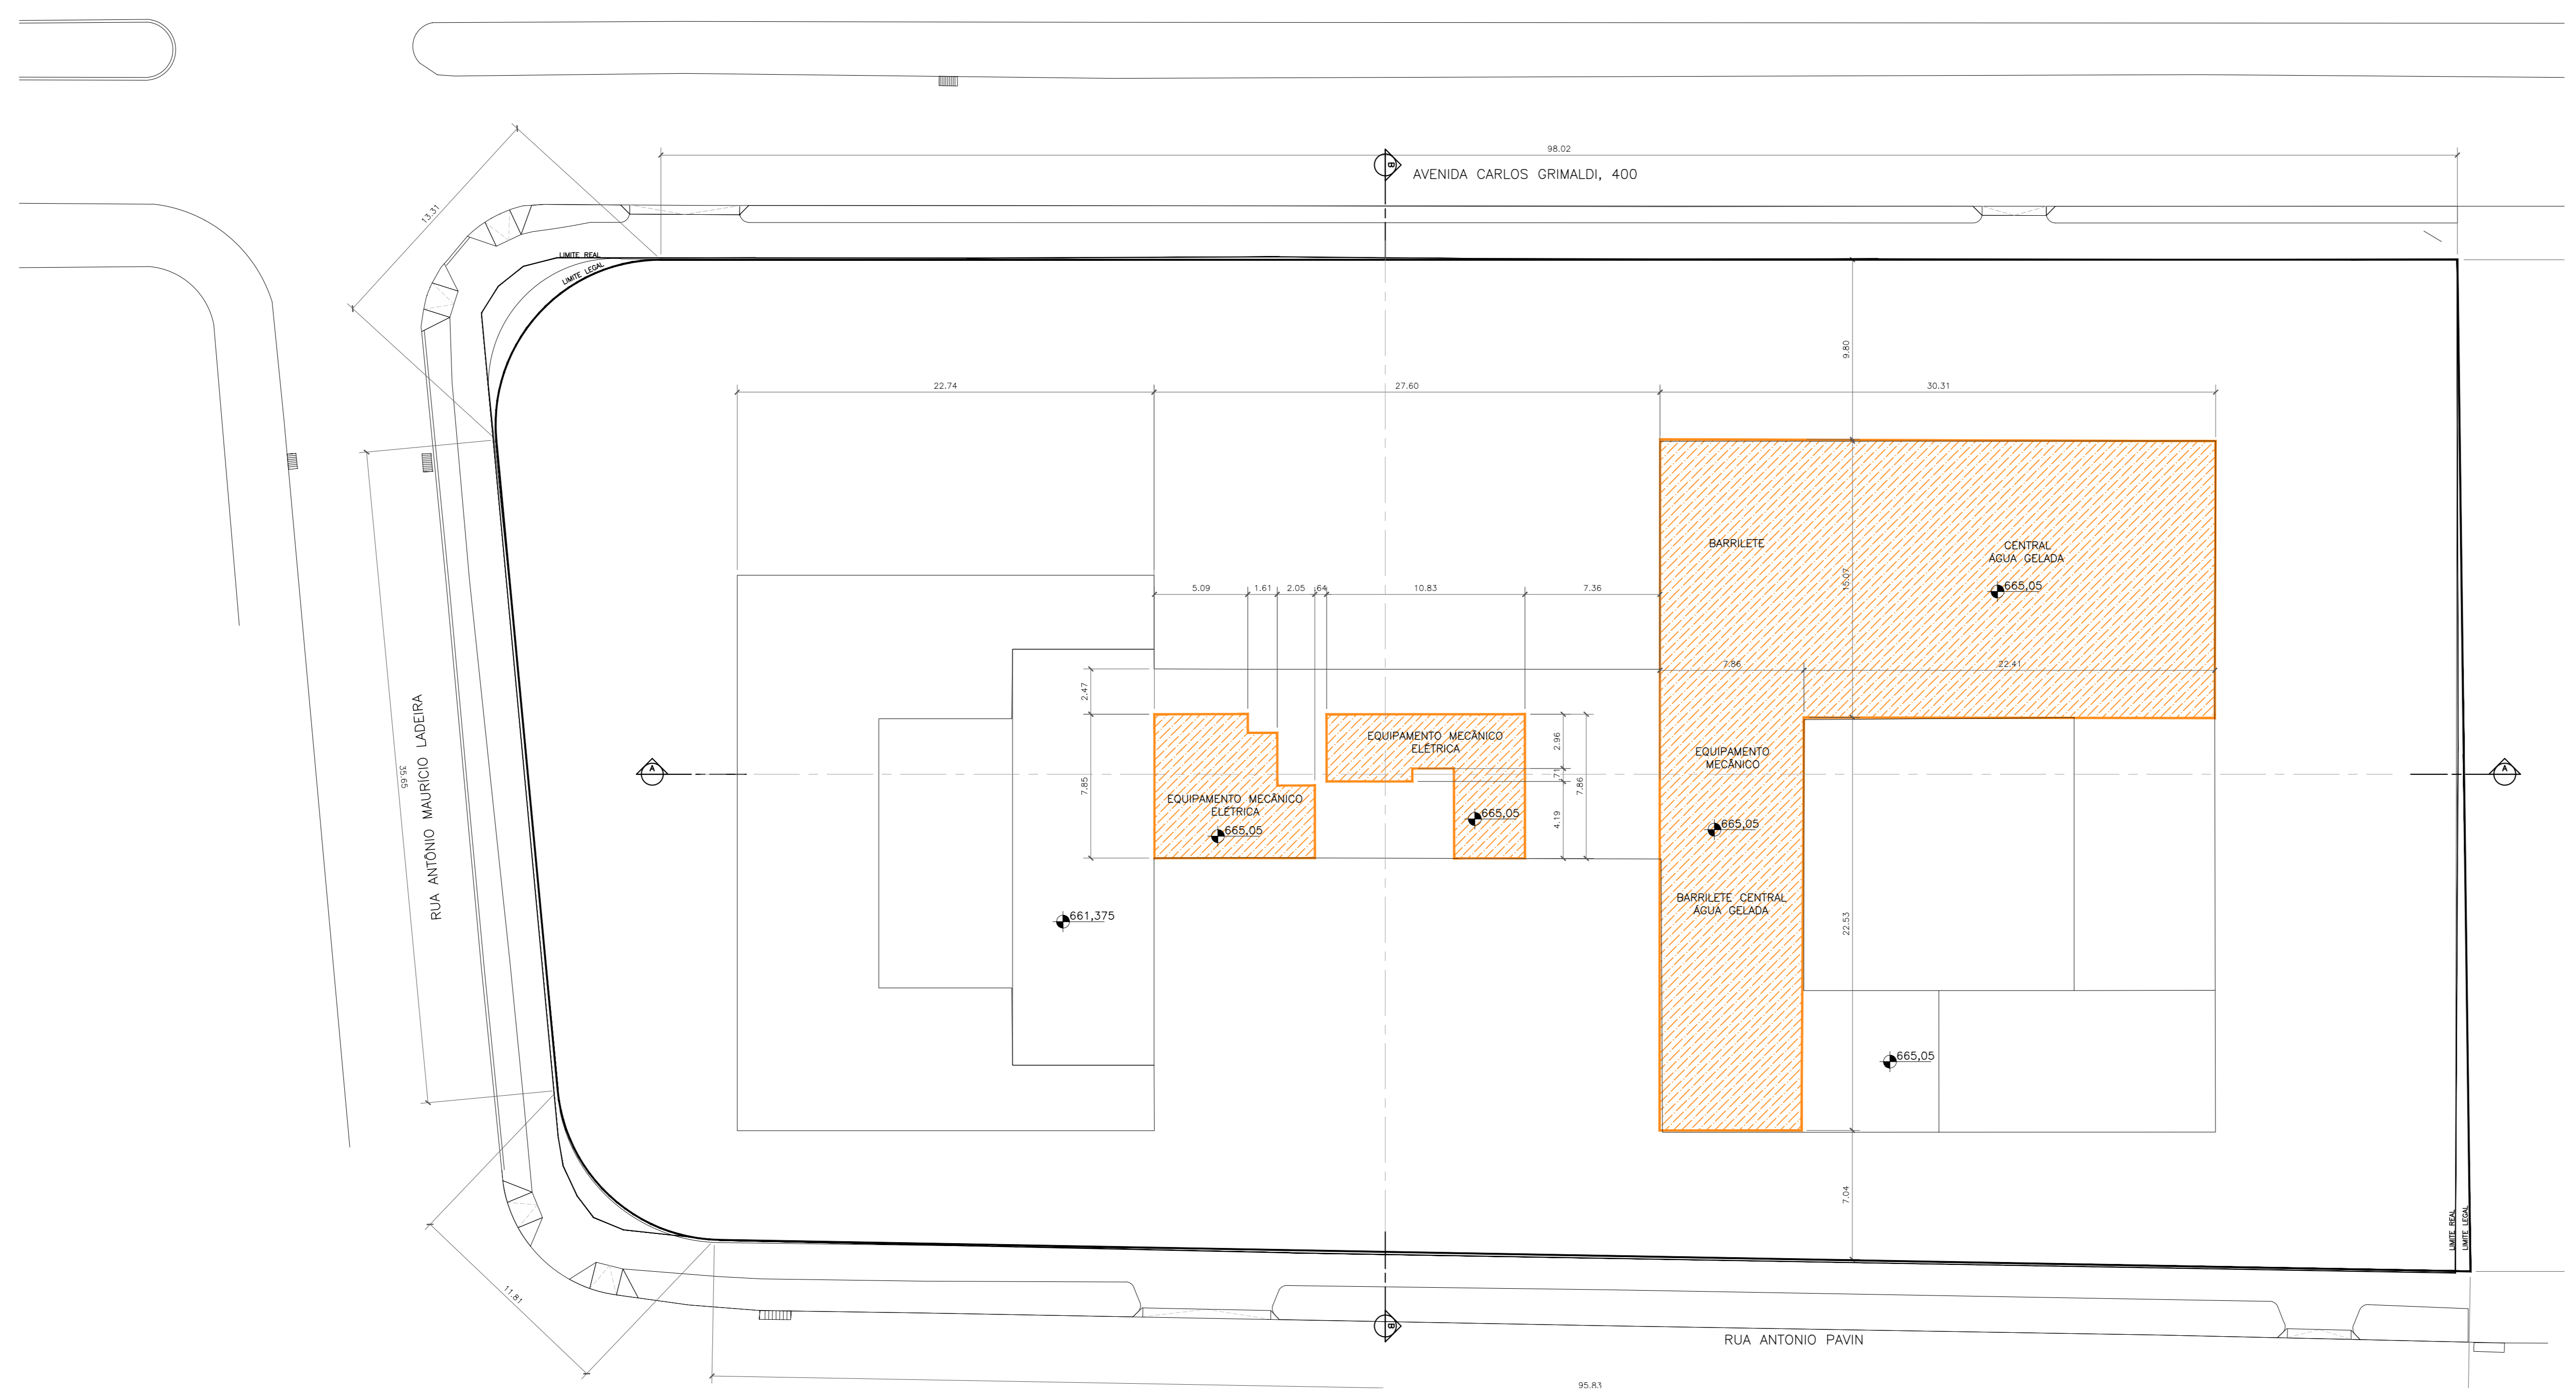 98.02
B
AVENIDA CARLOS GRIMALDI, 400
13.31
LIMITE REAL
LIMITE LEGAL
9.80
22.74
27.60
30.31
BARRILETE
CENTRAL
ÁGUA GELADA
665,05
15.07
5.09
1.61
2.05
.64
10.83
7.36
7.86
22.41
2.47
RUA ANTÔNIO MAURÍCIO LADEIRA
35.65
A
7.85
EQUIPAMENTO MECÂNICO
ELÉTRICA
665,05
EQUIPAMENTO MECÂNICO
ELÉTRICA
665,05
2.96
.71
4.19
7.86
EQUIPAMENTO
MECÂNICO
665,05
A
BARRILETE CENTRAL
ÁGUA GELADA
661,375
22.53
665,05
7.04
LIMITE REAL
LIMITE LEGAL
11.81
B
RUA ANTONIO PAVIN
95.83